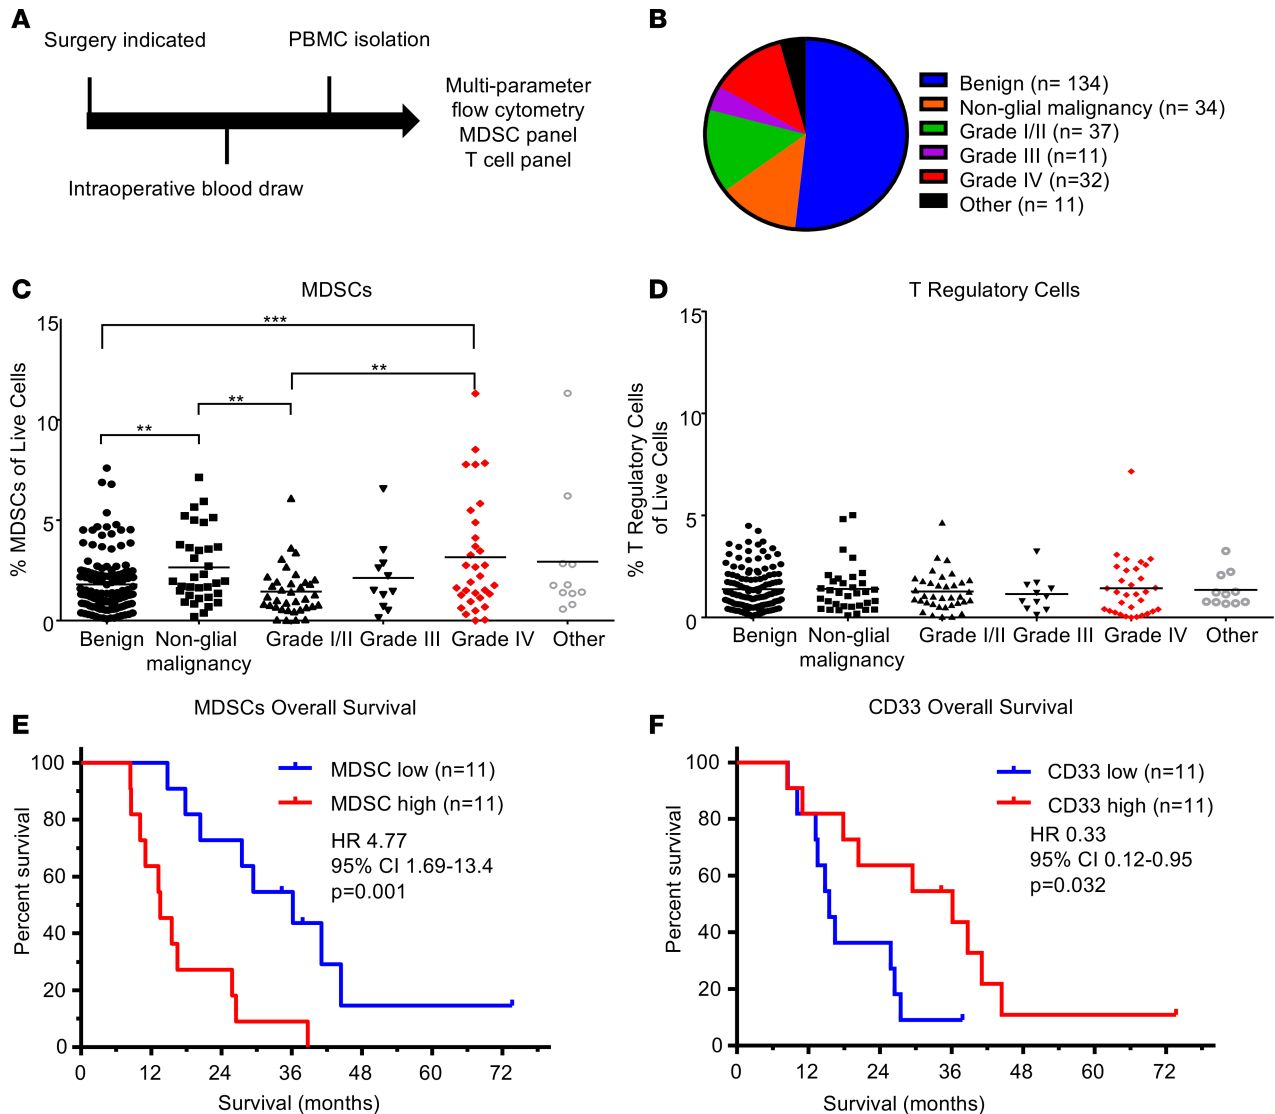 A
Surgery indicated
PBMC isolation
Intraoperative blood draw
Multi-parameter
flow cytometry
MDSC panel
T cell panel
B
Benign (n= 134)
Non-glial malignancy (n= 34)
Grade I/II (n= 37)
Grade III (n=11)
Grade IV (n=32)
Other (n= 11)
C
MDSCs
% MDSCs of Live Cells
15
10
5
0
***
**
**
**
Benign
Non-glial
malignancy
Grade I/II
Grade III
Grade IV
Other
D
T Regulatory Cells
% T Regulatory Cells
of Live Cells
15
10
5
0
Benign
Non-glial
malignancy
Grade I/II
Grade III
Grade IV
Other
E
MDSCs Overall Survival
Percent survival
100
80
60
40
20
0
MDSC low (n=11)
MDSC high (n=11)
HR 4.77
95% CI 1.69-13.4
p=0.001
0 12 24 36 48 60 72
Survival (months)
F
CD33 Overall Survival
Percent survival
100
80
60
40
20
0
CD33 low (n=11)
CD33 high (n=11)
HR 0.33
95% CI 0.12-0.95
p=0.032
0 12 24 36 48 60 72
Survival (months)